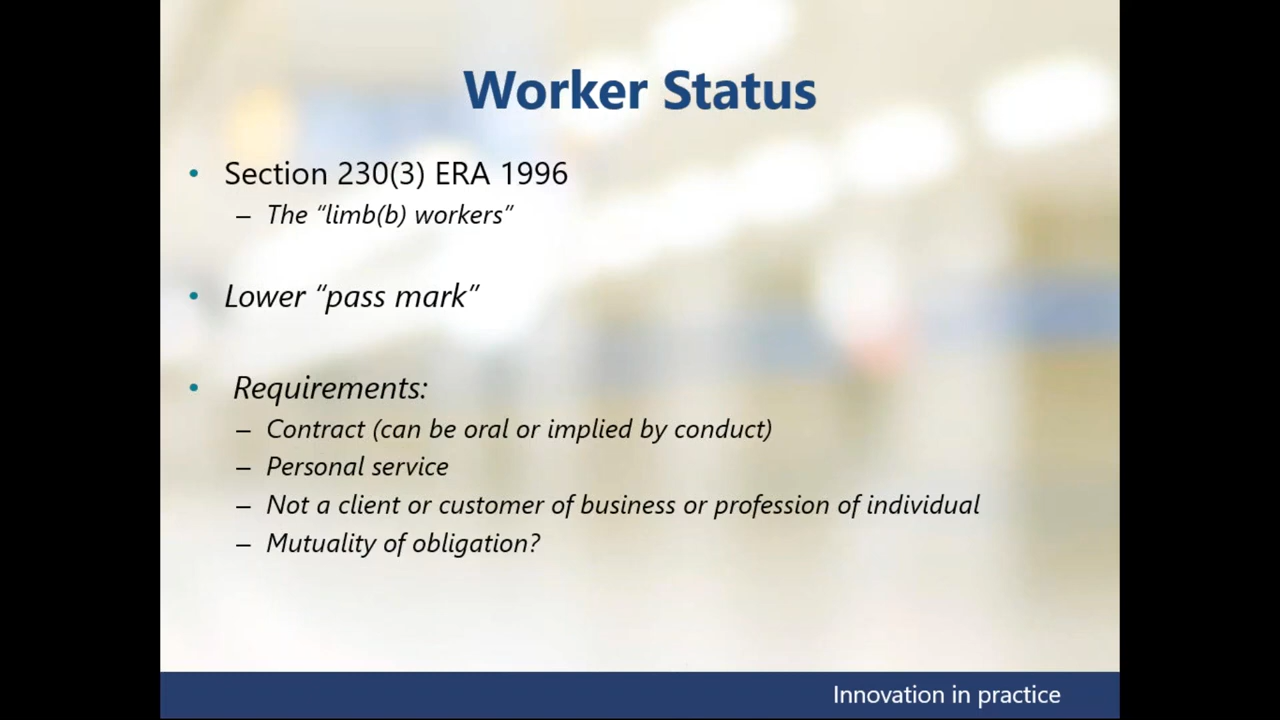 Worker Status
• Section 230(3) ERA 1996
– The “limb(b) workers”
• Lower “pass mark”
• Requirements:
– Contract (can be oral or implied by conduct)
– Personal service
– Not a client or customer of business or profession of individual
– Mutuality of obligation?
Innovation in practice